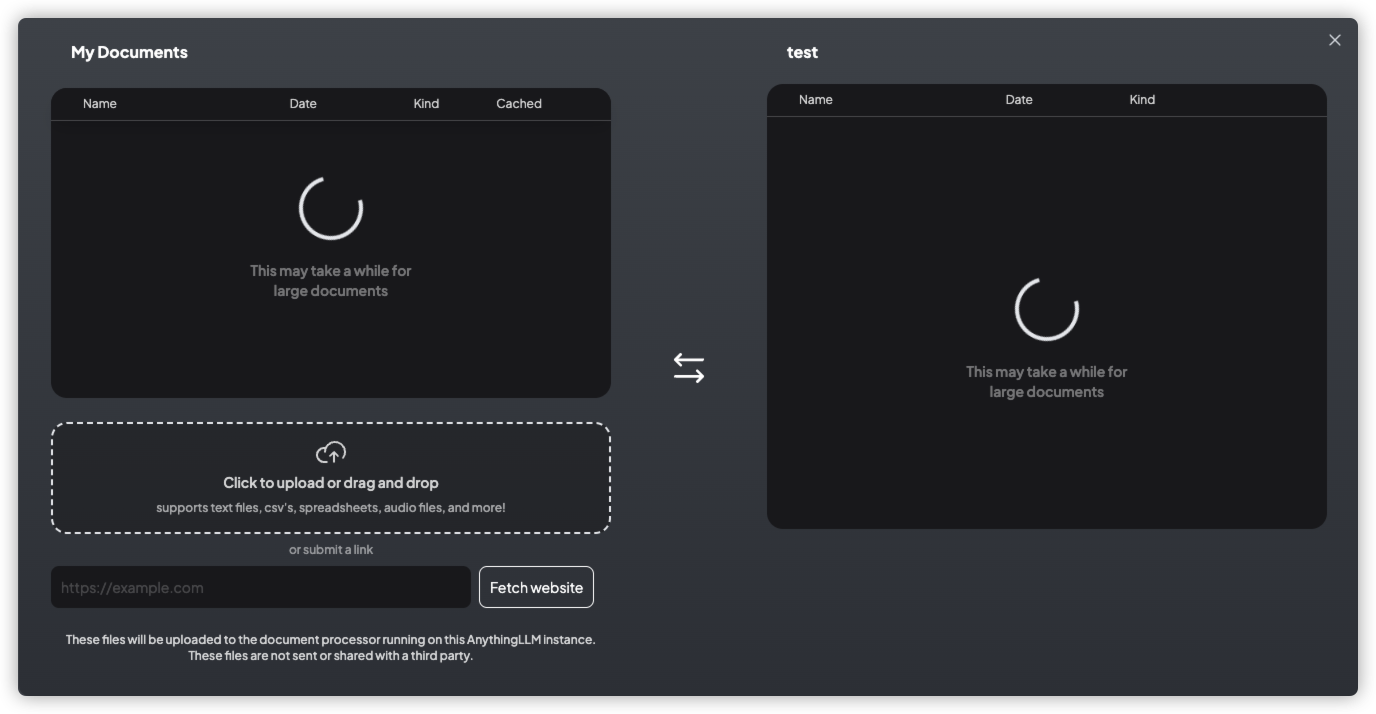 My Documents
Name Date Kind Cached
This may take a while for
large documents
Click to upload or drag and drop
supports text files, csv's, spreadsheets, audio files, and more!
or submit a link
https://example.com Fetch website
These files will be uploaded to the document processor running on this AnythingLLM instance.
These files are not sent or shared with a third party.
test
Name Date Kind
This may take a while for
large documents